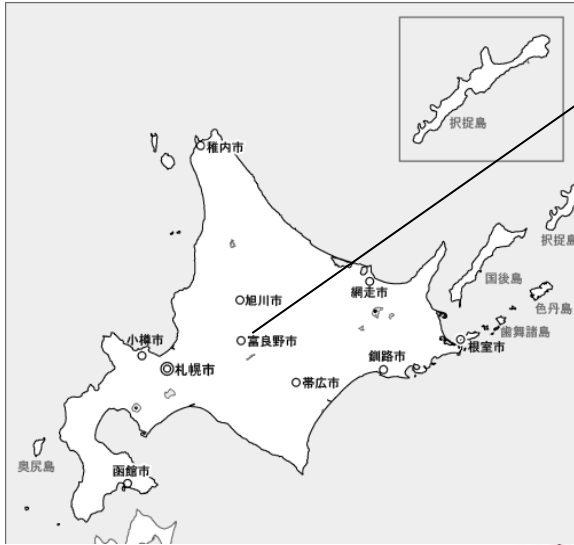 択捉島
稚内市
択捉島
国後島
網走市
色丹島
旭川市
歯舞諸島
富良野市
根室市
小樽市
札幌市
釧路市
帯広市
奥尻島
函館市